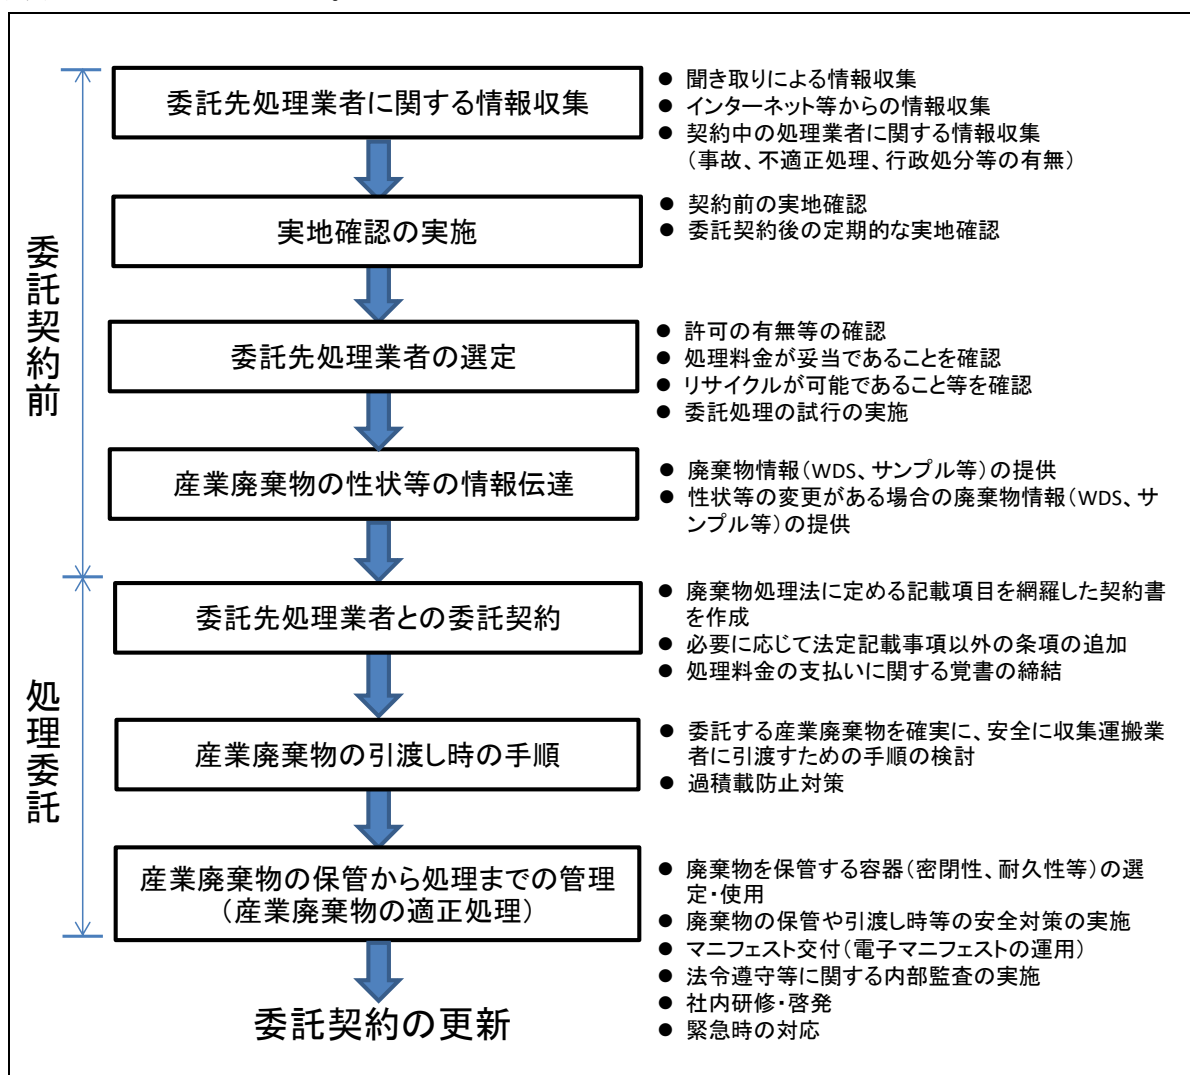 委託先処理業者に関する情報収集
● 聞き取りによる情報収集
● インターネット等からの情報収集
● 契約中の処理業者に関する情報収集
（事故、不適正処理、行政処分等の有無）
実地確認の実施
● 契約前の実地確認
● 委託契約後の定期的な実地確認
委託契約前
委託先処理業者の選定
● 許可の有無等の確認
● 処理料金が妥当であることを確認
● リサイクルが可能であること等を確認
● 委託処理の試行の実施
産業廃棄物の性状等の情報伝達
● 廃棄物情報（WDS、サンプル等）の提供
● 性状等の変更がある場合の廃棄物情報（WDS、サ
ンプル等）の提供
委託先処理業者との委託契約
● 廃棄物処理法に定める記載項目を網羅した契約書
を作成
● 必要に応じて法定記載事項以外の条項の追加
● 処理料金の支払いに関する覚書の締結
処理委託
産業廃棄物の引渡し時の手順
● 委託する産業廃棄物を確実に、安全に収集運搬業
者に引渡すための手順の検討
● 過積載防止対策
産業廃棄物の保管から処理までの管理
（産業廃棄物の適正処理）
● 廃棄物を保管する容器（密閉性、耐久性等）の選
定・使用
● 廃棄物の保管や引渡し時等の安全対策の実施
● マニフェスト交付（電子マニフェストの運用）
● 法令遵守等に関する内部監査の実施
● 社内研修・啓発
● 緊急時の対応
委託契約の更新